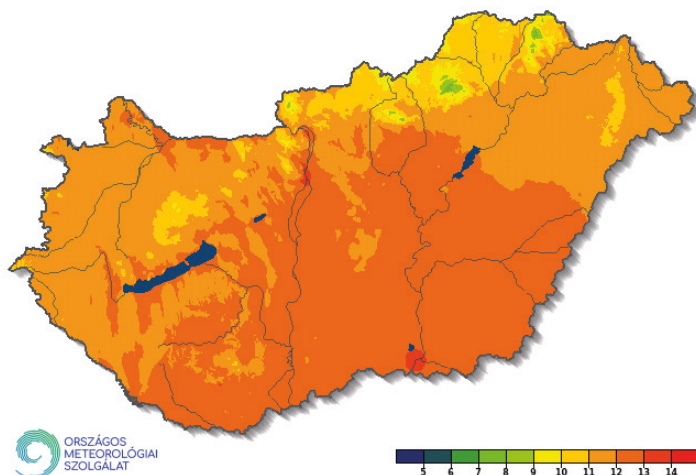 ORSZÁGOS
METEOROLÓGIAI
SZOLGÁLAT
5 6 7 8 9 10 11 12 13 14